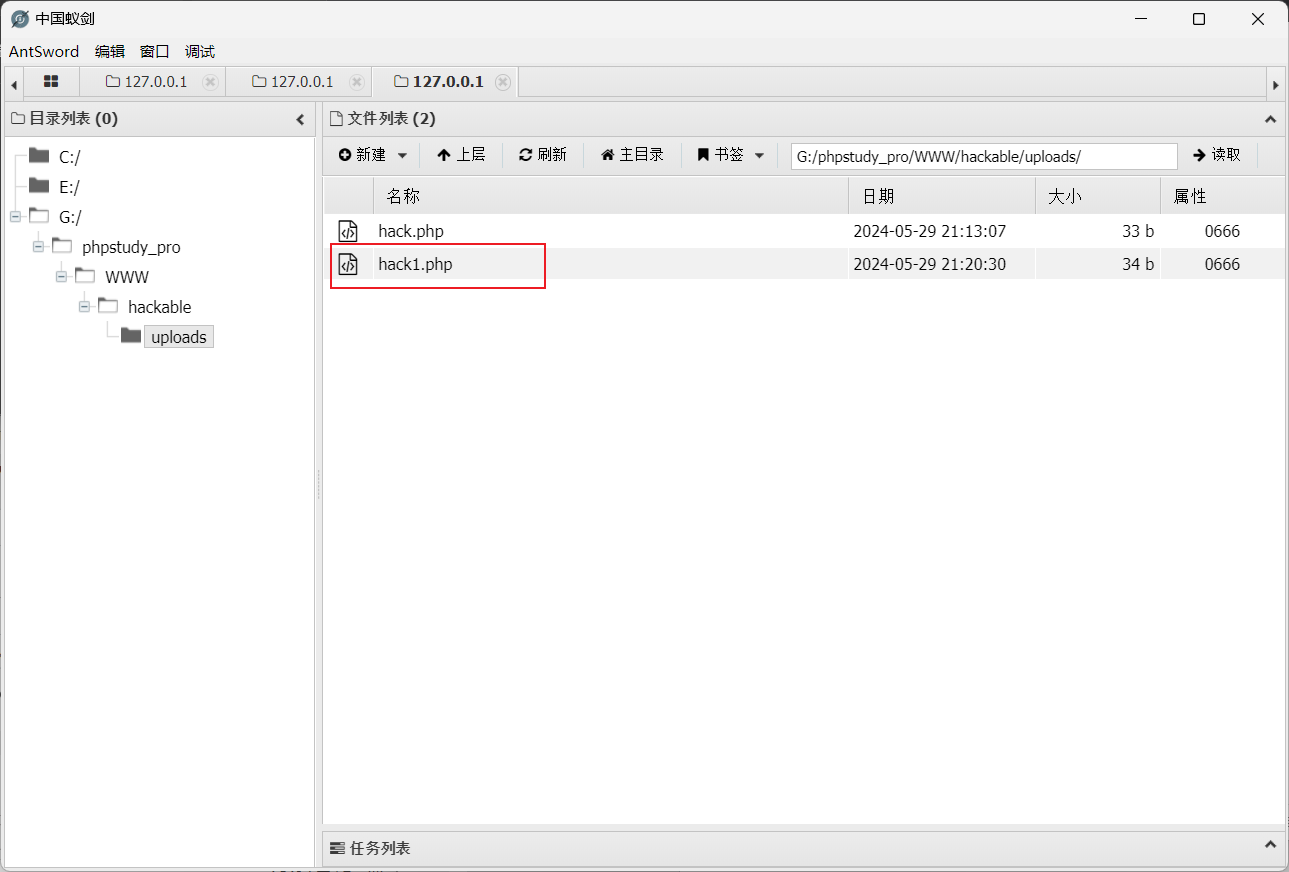 中国蚁剑
AntSword 编辑 窗口 调试
127.0.0.1 127.0.0.1 127.0.0.1
目录列表 (0)
C:/
E:/
G:/
phpstudy_pro
WWW
hackable
uploads
文件列表 (2)
新建 上层 刷新 主目录 书签 G:/phpstudy_pro/WWW/hackable/uploads/ 读取
名称 日期 大小 属性
hack.php 2024-05-29 21:13:07 33 b 0666
hack1.php 2024-05-29 21:20:30 34 b 0666
任务列表